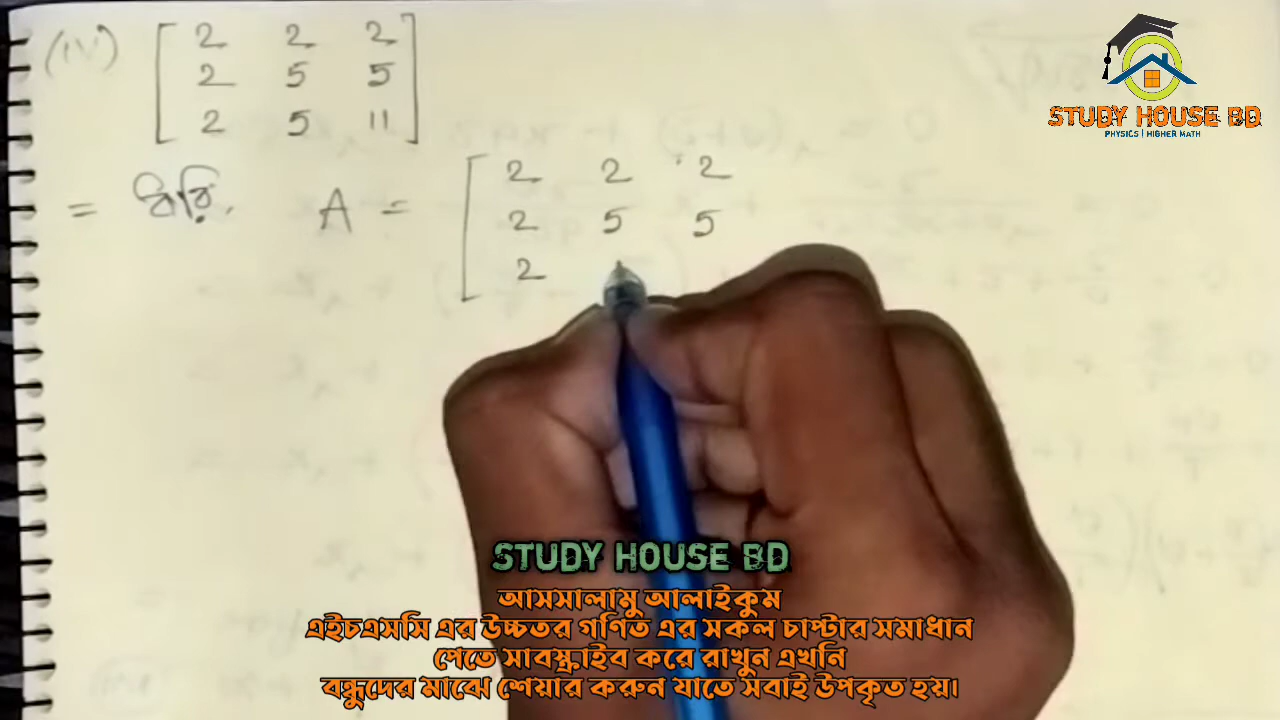 (iv) [ 2 2 2
2 5 5
2 5 11 ]
= ধরি, A = [ 2 2 2
2 5 5
2
STUDY HOUSE BD
PHYSICS | HIGHER MATH
STUDY HOUSE BD
আসসালামু আলাইকুম
এইচএসসি এর উচ্চতর গণিত এর সকল চাপ্টার সমাধান
পেতে সাবস্ক্রাইব করে রাখুন এখনি
বন্ধুদের মাঝে শেয়ার করুন যাতে সবাই উপকৃত হয়।